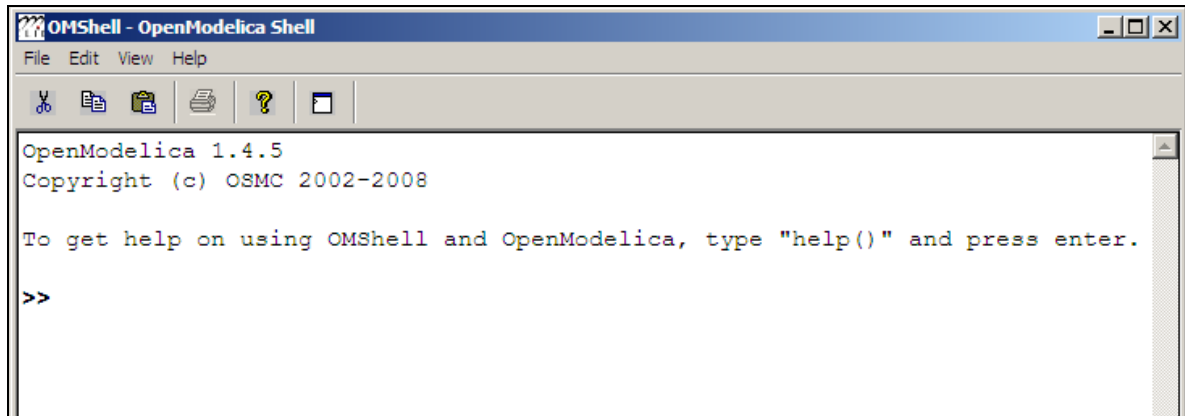 OMShell - OpenModelica Shell
File Edit View Help
OpenModelica 1.4.5
Copyright (c) OSMC 2002-2008
To get help on using OMShell and OpenModelica, type "help()" and press enter.
>>